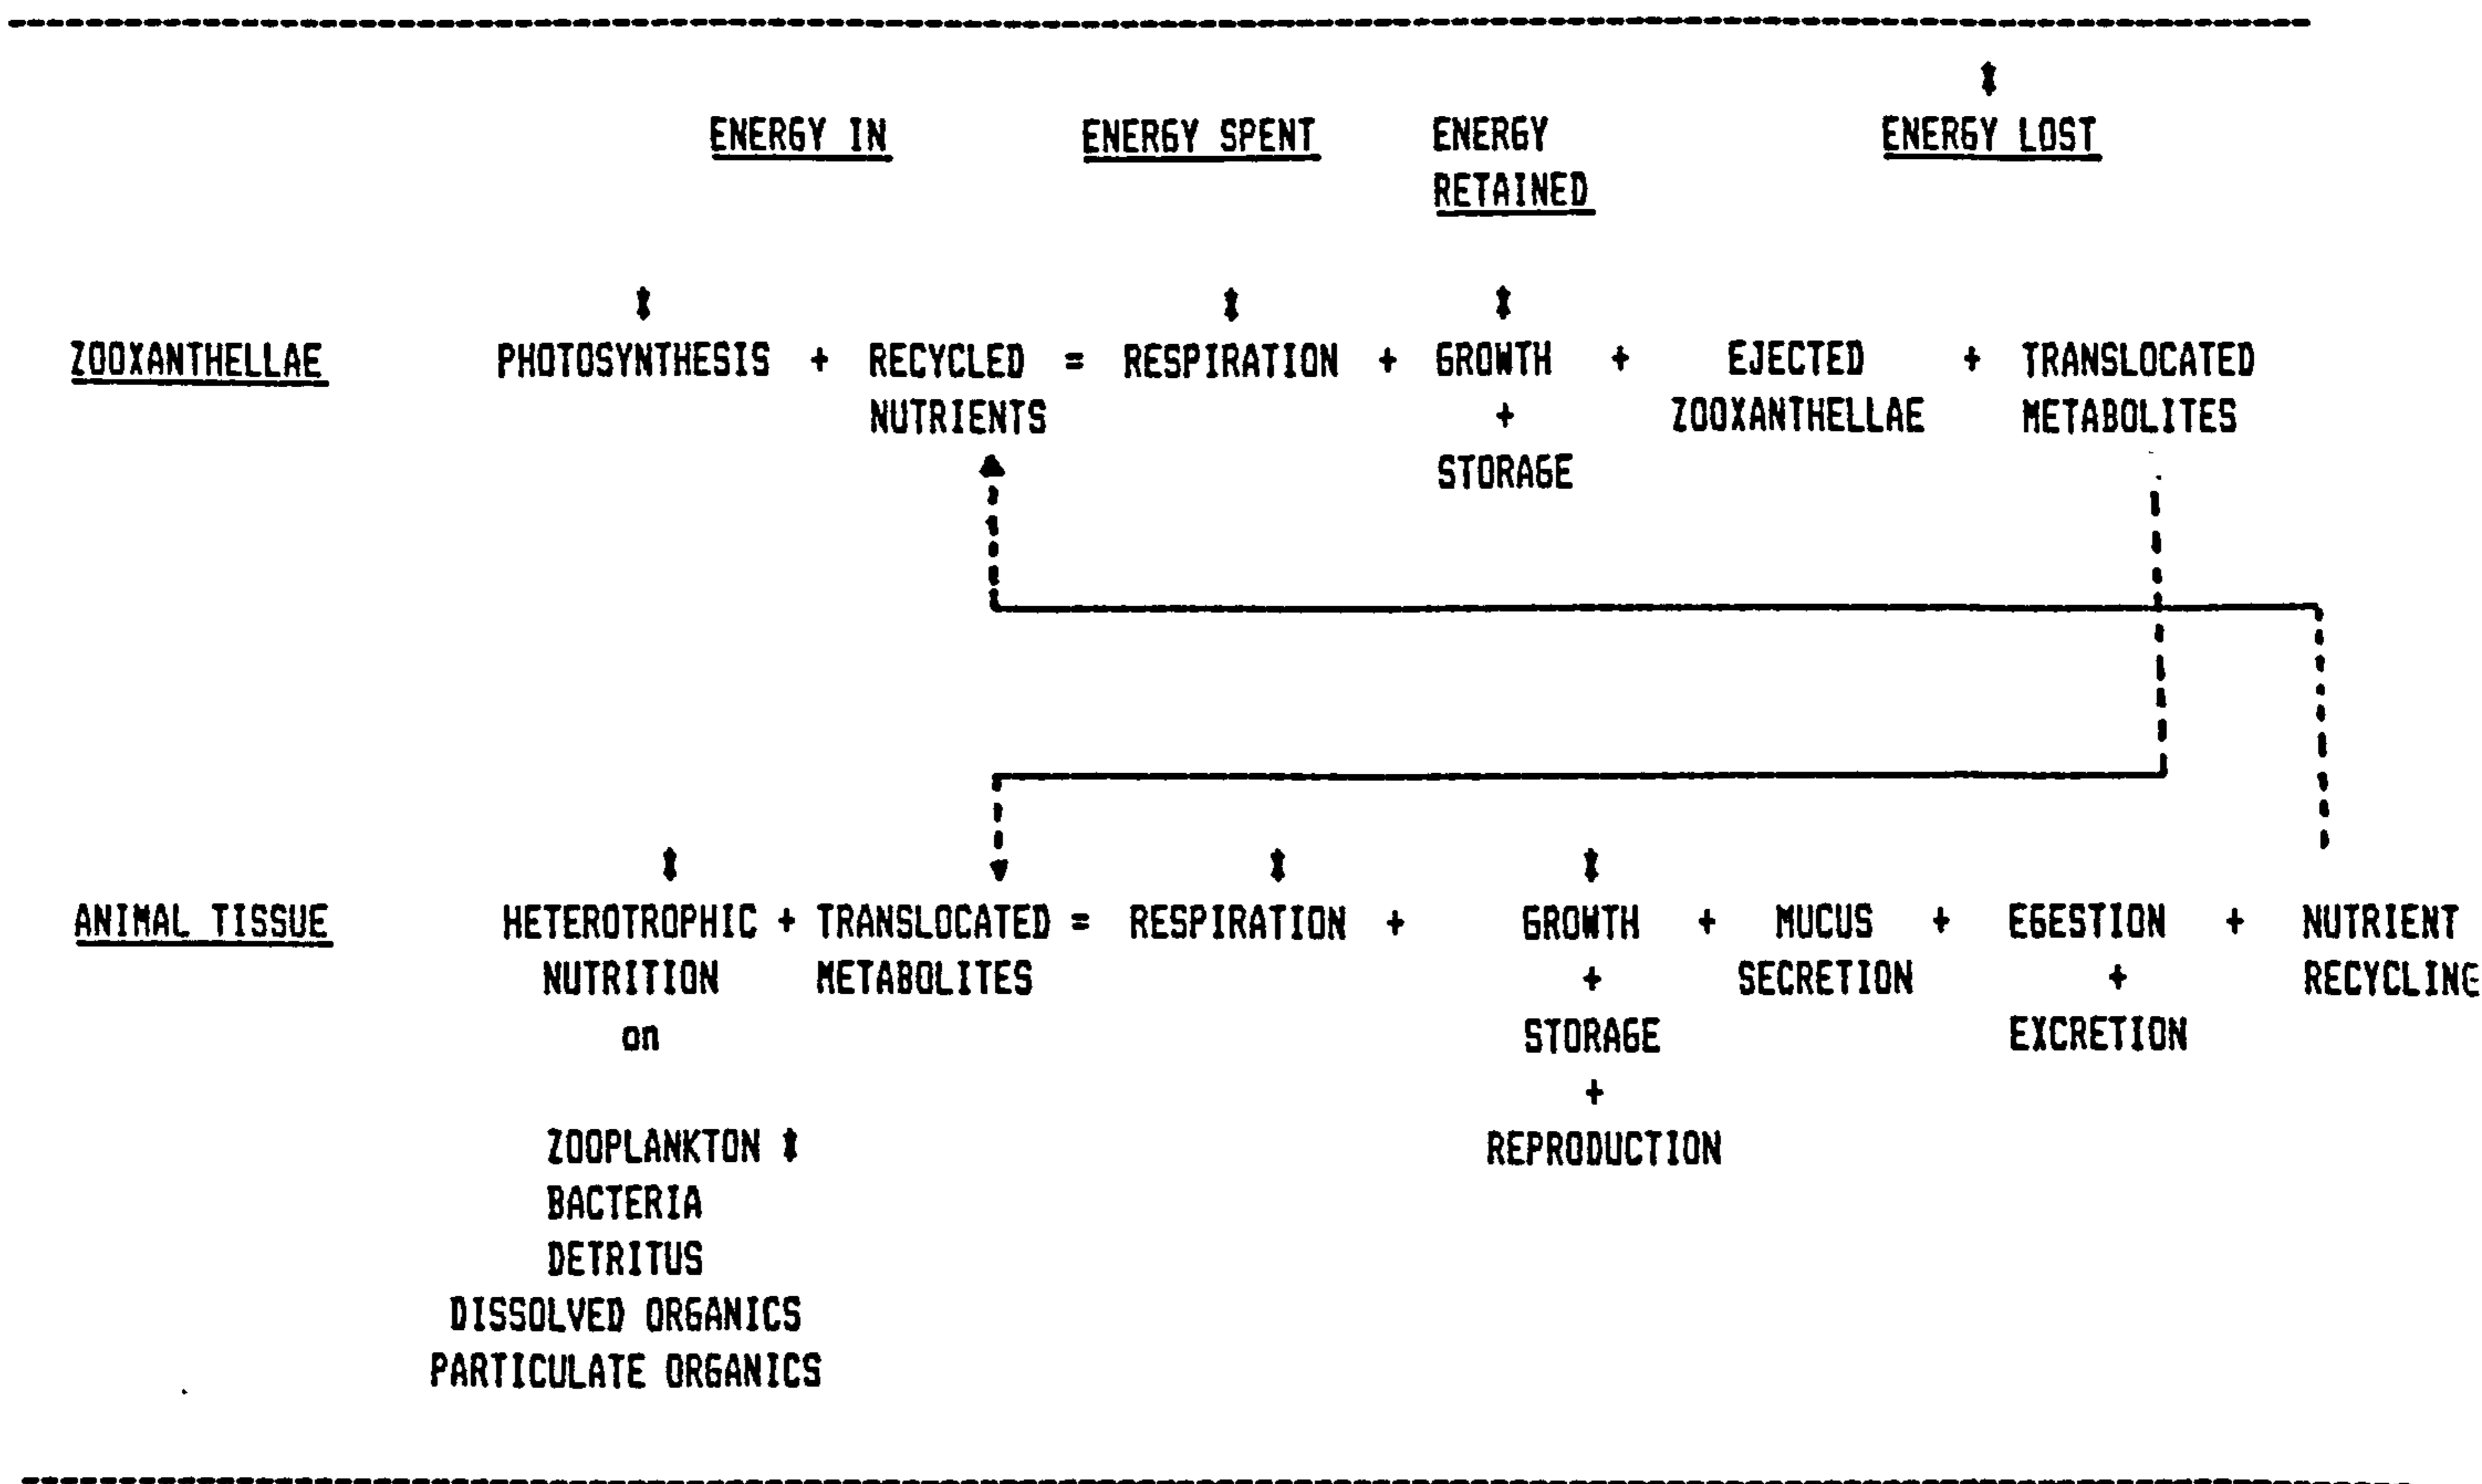 *
ENERGY IN ENERGY SPENT ENERGY ENERGY LOST
RETAINED
* * *
ZOOXANTHELLAE PHOTOSYNTHESIS + RECYCLED = RESPIRATION + GROWTH + EJECTED + TRANSLOCATED
NUTRIENTS + ZOOXANTHELLAE METABOLITES
STORAGE
* * *
ANIMAL TISSUE HETEROTROPHIC + TRANSLOCATED = RESPIRATION + GROWTH + MUCUS + EGESTION + NUTRIENT
NUTRITION METABOLITES + SECRETION + RECYCLING
on STORAGE EXCRETION
+
ZOOPLANKTON * REPRODUCTION
BACTERIA
DETRITUS
DISSOLVED ORGANICS
PARTICULATE ORGANICS